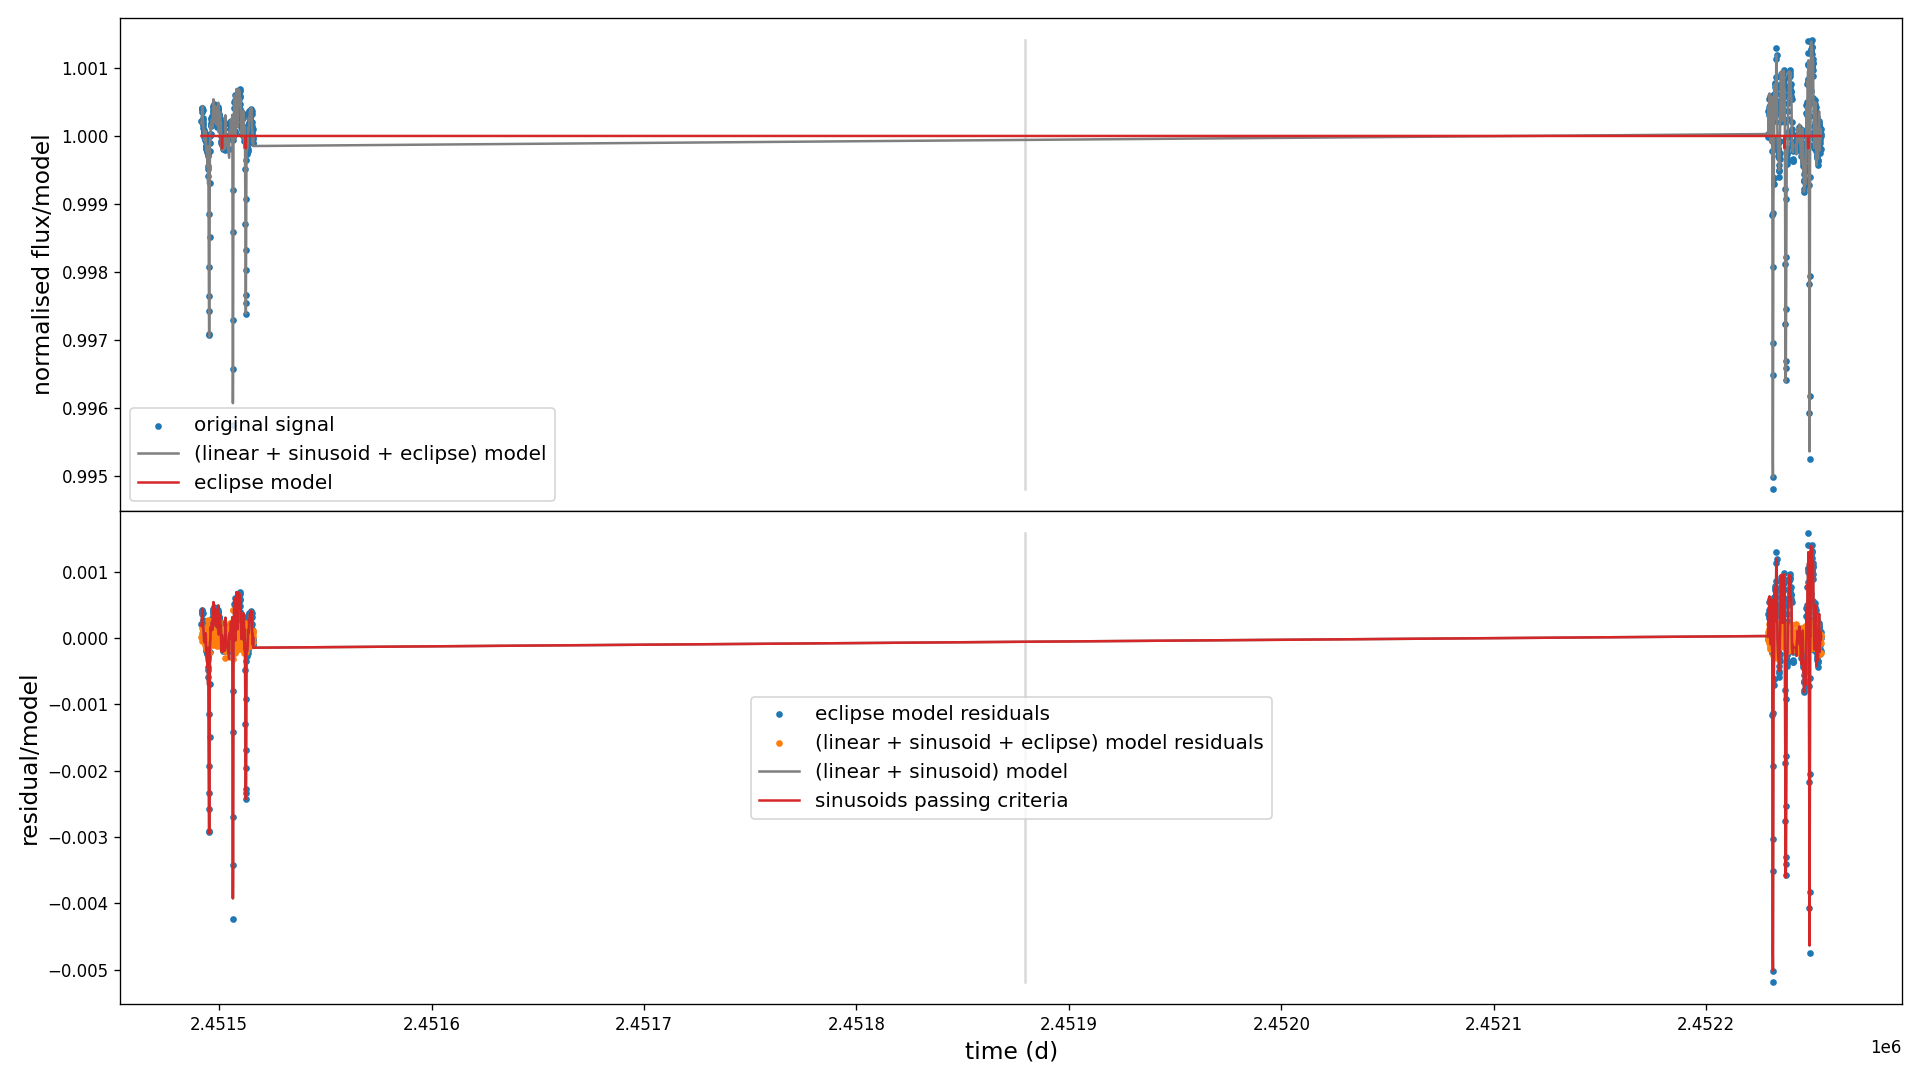 1.001
1.000
0.999
0.998
0.997
0.996
0.995
normalised flux/model
original signal
(linear + sinusoid + eclipse) model
eclipse model
0.001
0.000
−0.001
−0.002
−0.003
−0.004
−0.005
residual/model
eclipse model residuals
(linear + sinusoid + eclipse) model residuals
(linear + sinusoid) model
sinusoids passing criteria
2.4515
2.4516
2.4517
2.4518
2.4519
2.4520
2.4521
2.4522
1e6
time (d)